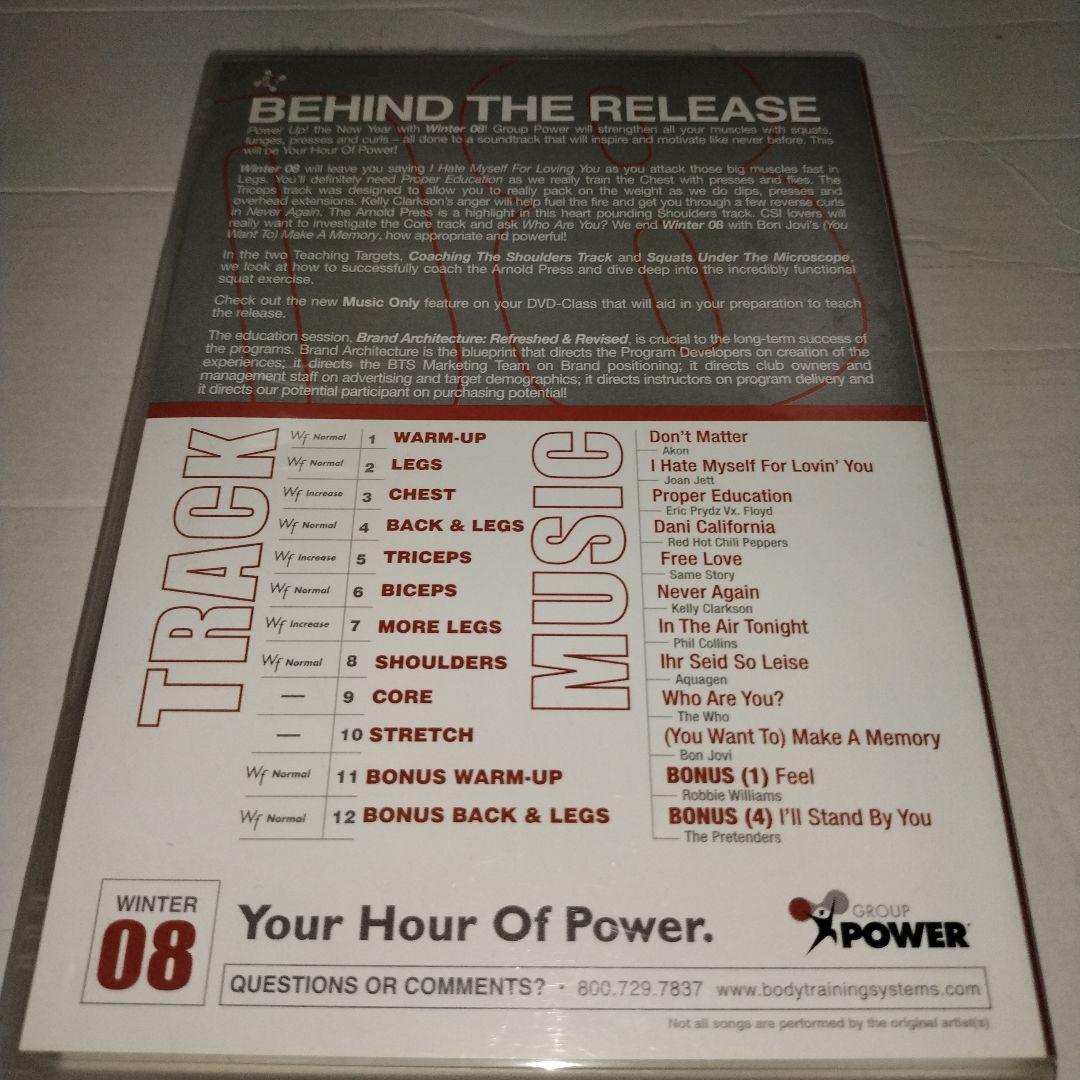 BEHIND THE RELEASE
Power Up! the New Year with Winter 08! Group Power will strengthen all your muscles with squats,
lunges, presses and curls – all done to a soundtrack that will inspire and motivate like never before. This
will be Your Hour Of Power!
Winter 08 will leave you saying I Hate Myself For Loving You as you attack those big muscles fast in
Legs. You'll definitely need Proper Education as we really train the Chest with presses and flies. The
Triceps track was designed to allow you to really pack on the weight as we do dips, presses and
overhead extensions. Kelly Clarkson's anger will help fuel the fire and get you through a few reverse curls
in Never Again. The Arnold Press is a highlight in this heart pounding Shoulders track. CSI lovers will
really want to investigate the Core track and ask Who Are You? We end Winter 08 with Bon Jovi's (You
Want To) Make A Memory, how appropriate and powerful!
In the two Teaching Targets, Coaching The Shoulders Track and Squats Under The Microscope,
we look at how to successfully coach the Arnold Press and dive deep into the incredibly functional
squat exercise.
Check out the new Music Only feature on your DVD-Class that will aid in your preparation to teach
the release.
The education session, Brand Architecture: Refreshed & Revised, is crucial to the long-term success of
the programs. Brand Architecture is the blueprint that directs the Program Developers on creation of the
experiences; it directs the BTS Marketing Team on Brand positioning; it directs club owners and
management staff on advertising and target demographics; it directs instructors on program delivery and
it directs our potential participant on purchasing potential!
TRACK
MUSIC
Wf Normal 1 WARM-UP Don't Matter
Akon
Wf Normal 2 LEGS I Hate Myself For Lovin' You
Joan Jett
Wf Increase 3 CHEST Proper Education
Eric Prydz Vx. Floyd
Wf Normal 4 BACK & LEGS Dani California
Red Hot Chili Peppers
Wf Increase 5 TRICEPS Free Love
Same Story
Wf Normal 6 BICEPS Never Again
Kelly Clarkson
Wf Increase 7 MORE LEGS In The Air Tonight
Phil Collins
Wf Normal 8 SHOULDERS Ihr Seid So Leise
Aquagen
— 9 CORE Who Are You?
The Who
— 10 STRETCH (You Want To) Make A Memory
Bon Jovi
Wf Normal 11 BONUS WARM-UP BONUS (1) Feel
Robbie Williams
Wf Normal 12 BONUS BACK & LEGS BONUS (4) I'll Stand By You
The Pretenders
WINTER
08
Your Hour Of Power.
GROUP
POWER
QUESTIONS OR COMMENTS? · 800.729.7837 www.bodytrainingsystems.com
Not all songs are performed by the original artist(s)